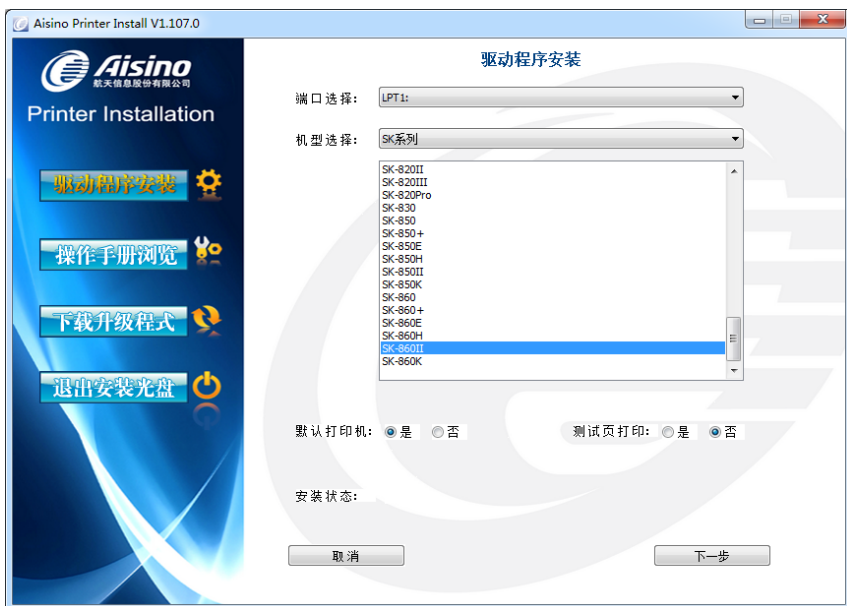 Aisino Printer Install V1.107.0
Aisino
航天信息股份有限公司
Printer Installation
驱动程序安装
操作手册浏览
下载升级程式
退出安装光盘
驱动程序安装
端口选择: LPT1:
机型选择: SK系列
SK-820II
SK-820III
SK-820Pro
SK-830
SK-850
SK-850+
SK-850E
SK-850H
SK-850II
SK-850K
SK-860
SK-860+
SK-860E
SK-860H
SK-860II
SK-860K
默认打印机: 是 否 测试页打印: 是 否
安装状态:
取消 下一步